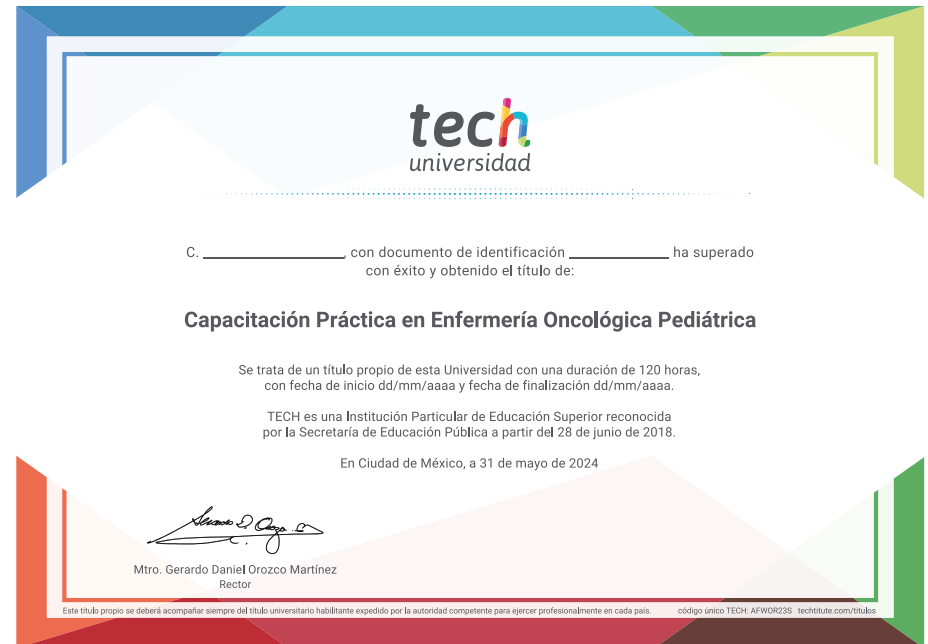 tech
universidad
C. ____________, con documento de identificación _________ ha superado
con éxito y obtenido el título de:
Capacitación Práctica en Enfermería Oncológica Pediátrica
Se trata de un título propio de esta Universidad con una duración de 120 horas,
con fecha de inicio dd/mm/aaaa y fecha de finalización dd/mm/aaaa.
TECH es una Institución Particular de Educación Superior reconocida
por la Secretaría de Educación Pública a partir del 28 de junio de 2018.
En Ciudad de México, a 31 de mayo de 2024
Mtro. Gerardo Daniel Orozco Martínez
Rector
Este título propio se deberá acompañar siempre del título universitario habilitante expedido por la autoridad competente para ejercer profesionalmente en cada país. código único TECH: AFWOR23S techtitute.com/titulos